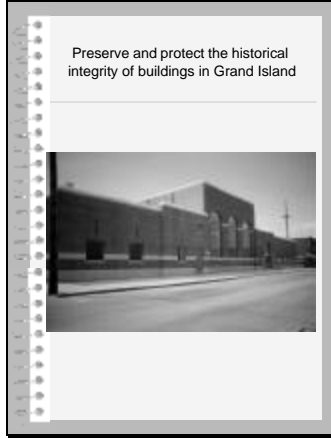 Preserve and protect the historical
integrity of buildings in Grand Island